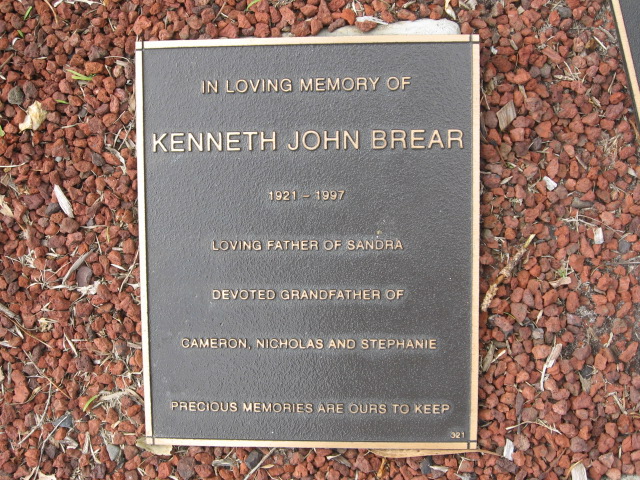 IN LOVING MEMORY OF
KENNETH JOHN BREAR
1921 - 1997
LOVING FATHER OF SANDRA
DEVOTED GRANDFATHER OF
CAMERON, NICHOLAS AND STEPHANIE
PRECIOUS MEMORIES ARE OURS TO KEEP
321